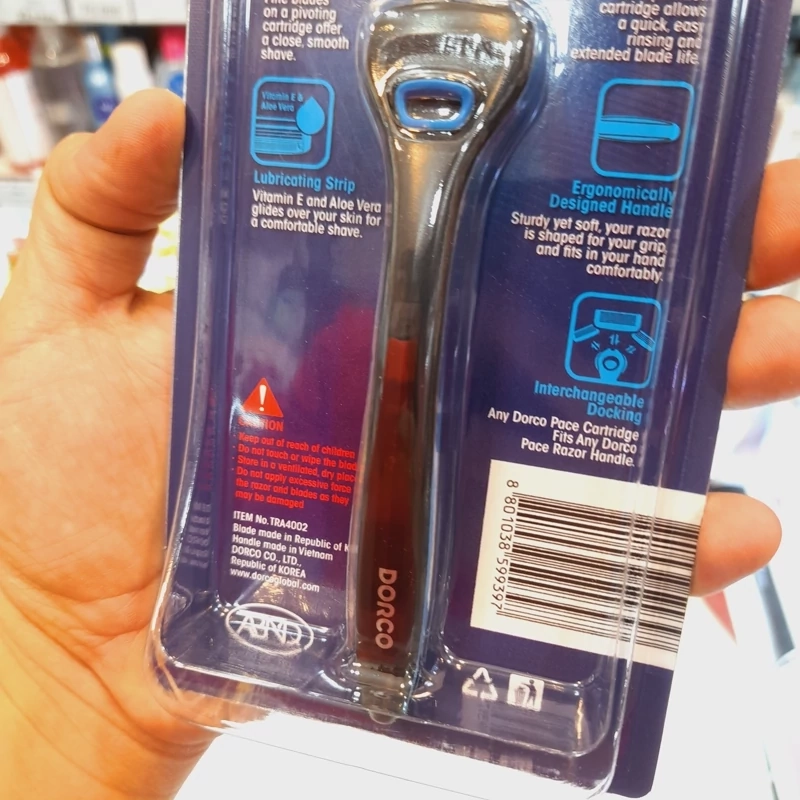 on a pivoting
cartridge offer
a close, smooth
shave.
cartridge allows
a quick, easy
rinsing and
extended blade life.
Vitamin E &
Aloe Vera
Lubricating Strip
Vitamin E and Aloe Vera
glides over your skin for
a comfortable shave.
Ergonomically
Designed Handle
Sturdy yet soft, your razor
is shaped for your grip,
and fits in your hand
comfortably.
Interchangeable
Docking
Any Dorco Pace Cartridge
Fits Any Dorco
Pace Razor Handle.
CAUTION
· Keep out of reach of children
· Do not touch or wipe the
· Store in a ventilated, dry place
· Do not apply excessive force
the razor and blades as they
may be damaged
ITEM No.TRA4002
Blade made in Republic of K
Handle made in Vietnam
DORCO CO., LTD.,
Republic of KOREA
www.dorcoglobal.com
DORCO
8 801038 599397